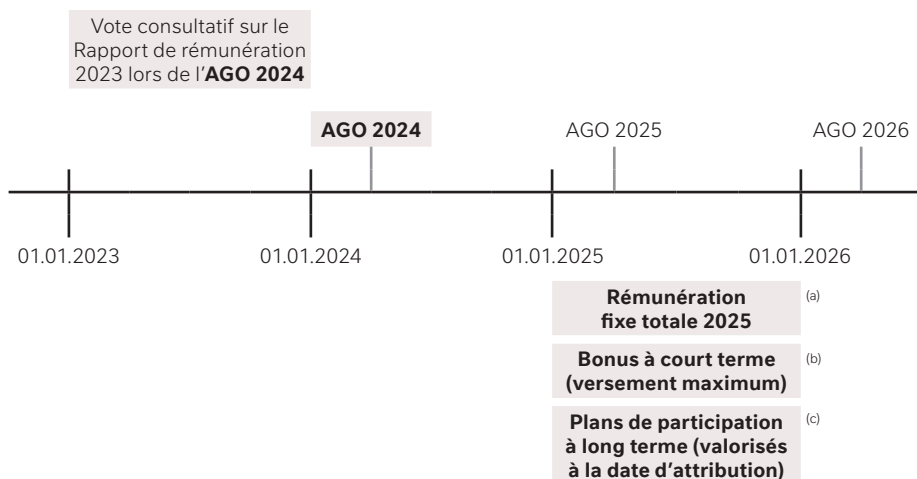 Vote consultatif sur le
Rapport de rémunération
2023 lors de l'AGO 2024
AGO 2024
AGO 2025
AGO 2026
01.01.2023
01.01.2024
01.01.2025
01.01.2026
Rémunération
fixe totale 2025
(a)
Bonus à court terme
(versement maximum)
(b)
Plans de participation
à long terme (valorisés
à la date d'attribution)
(c)